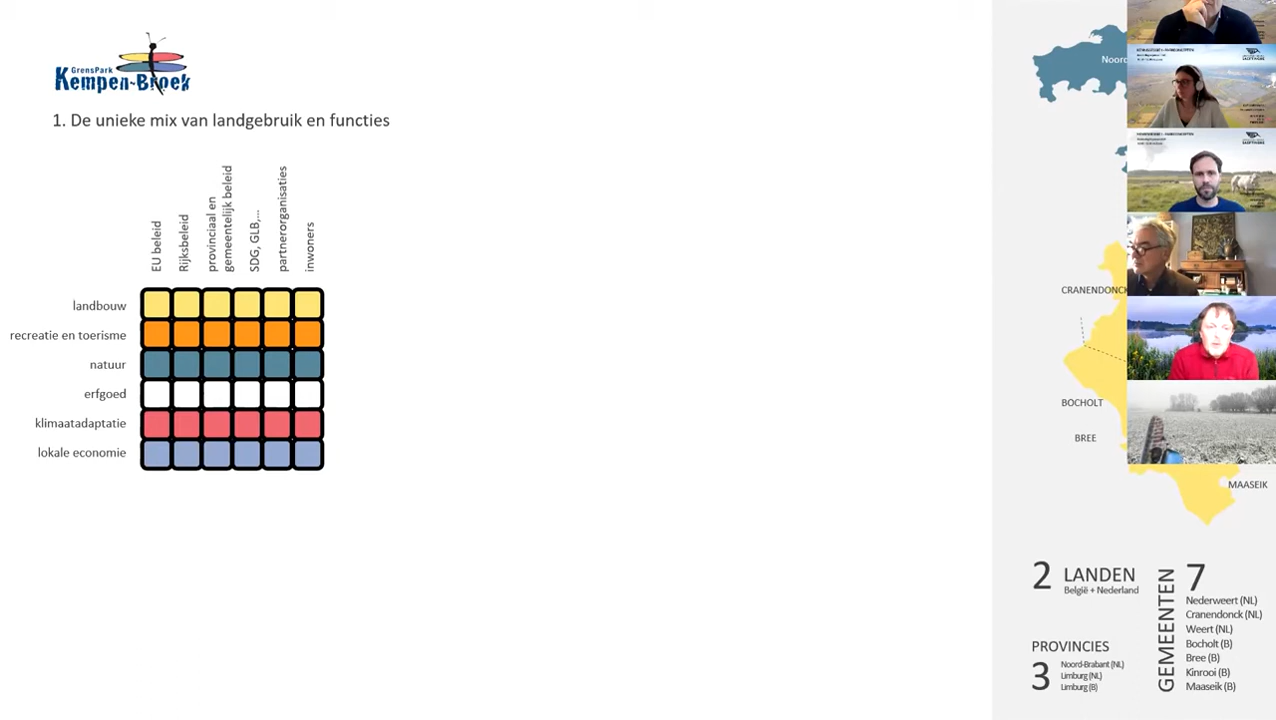 GrensPark
Kempen~Broek
1. De unieke mix van landgebruik en functies
EU beleid
Rijksbeleid
provinciaal en
gemeentelijk beleid
SDG, GLB,...
partnerorganisaties
inwoners
landbouw
recreatie en toerisme
natuur
erfgoed
klimaatadaptatie
lokale economie
Noord
CRANENDONCK
BOCHOLT
BREE
MAASEIK
2 LANDEN
België + Nederland
PROVINCIES
3
Noord-Brabant (NL)
Limburg (NL)
Limburg (B)
GEMEENTEN
7
Nederweert (NL)
Cranendonck (NL)
Weert (NL)
Bocholt (B)
Bree (B)
Kinrooi (B)
Maaseik (B)